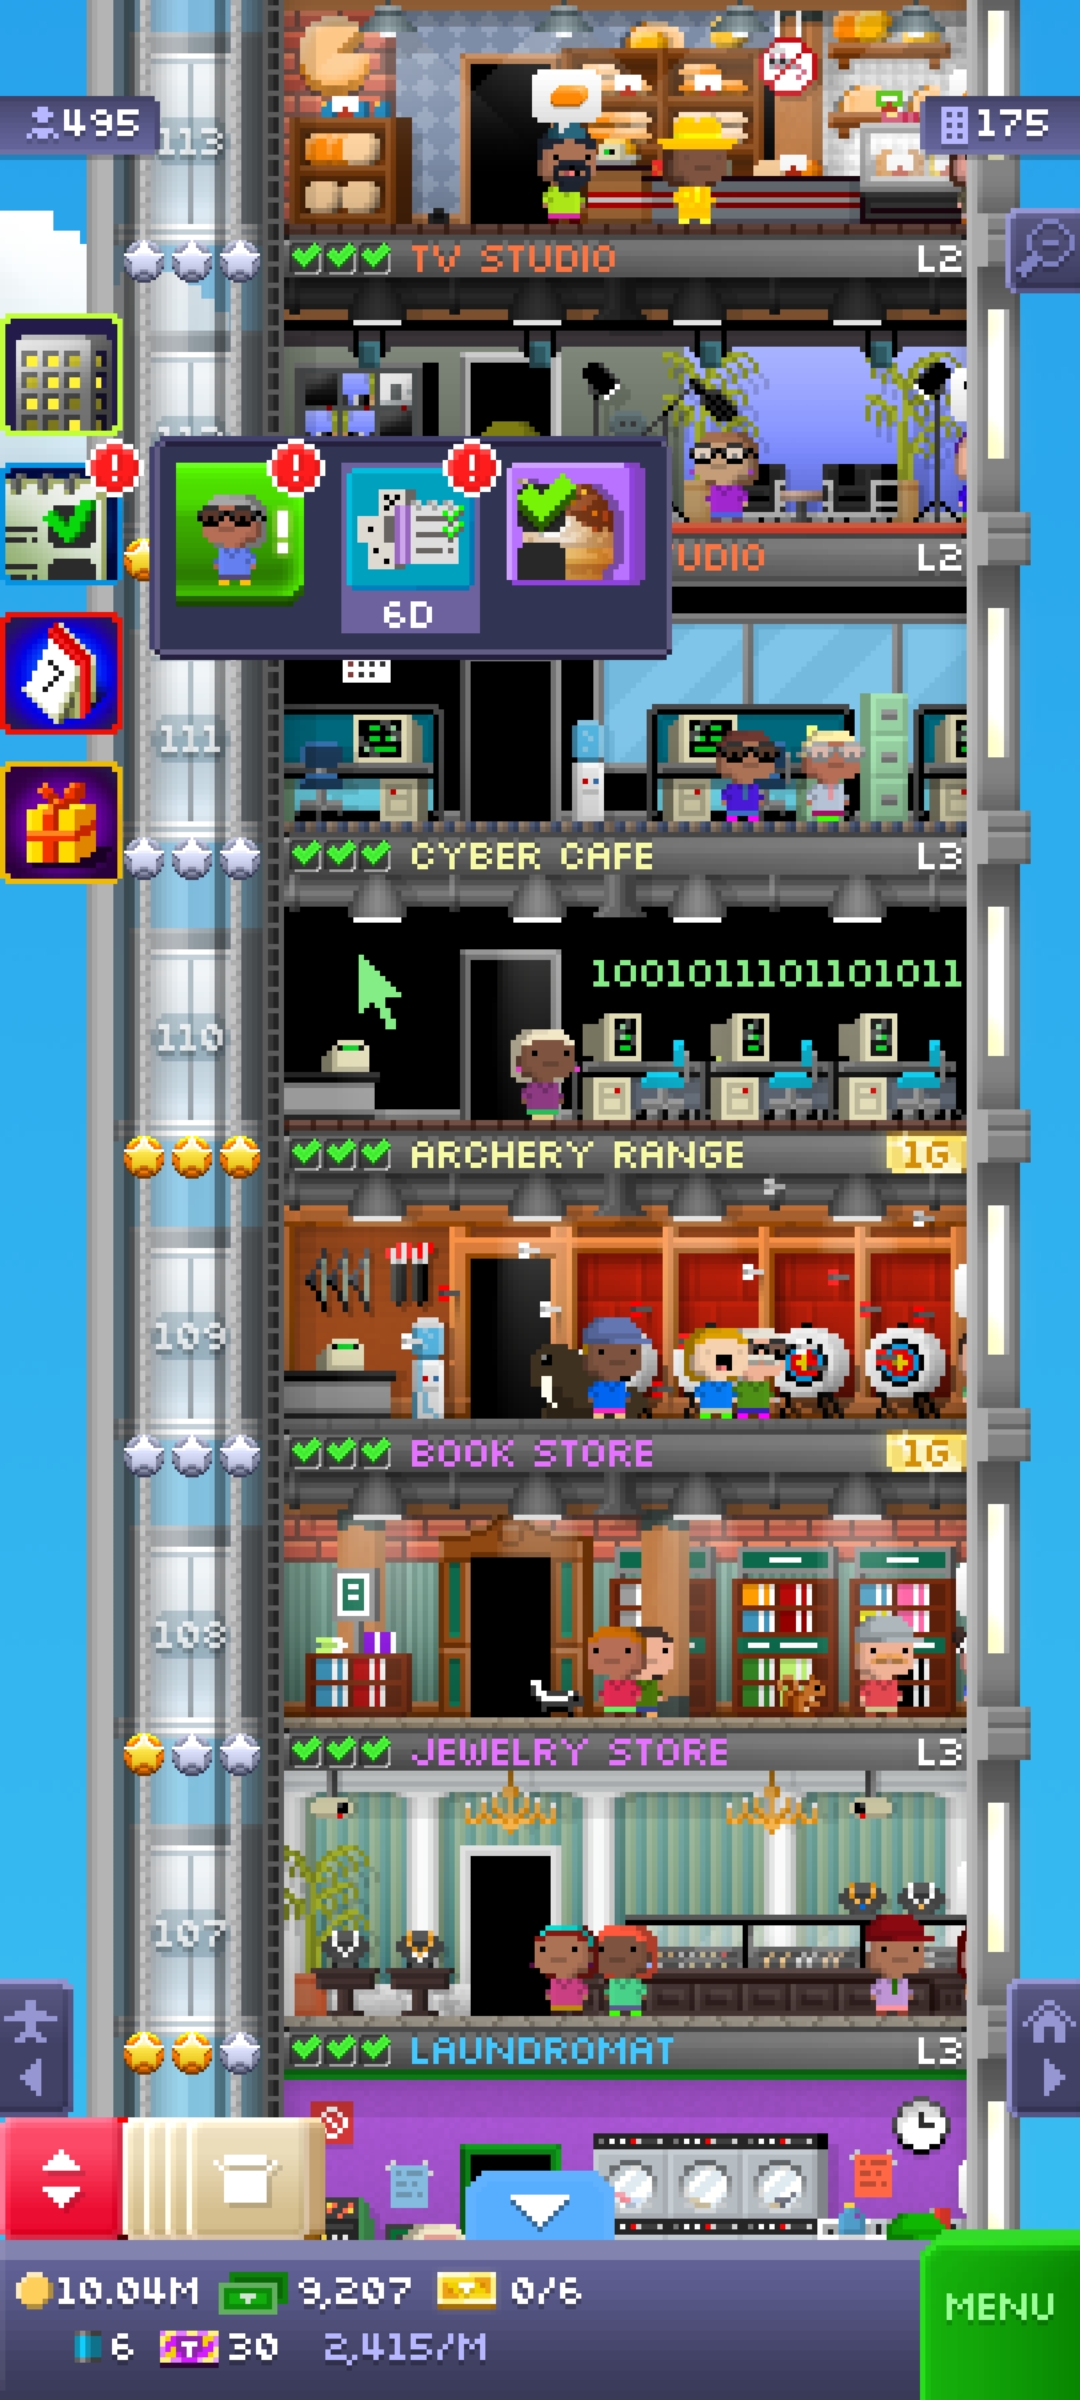 495
175
113
TV STUDIO L2
6D
UDIO L2
111
CYBER CAFE L3
1001011101101011
110
ARCHERY RANGE 1G
109
BOOK STORE 1G
108
JEWELRY STORE L3
107
LAUNDROMAT L3
10.04M 9,207 0/6
MENU
6 30 2,415/M